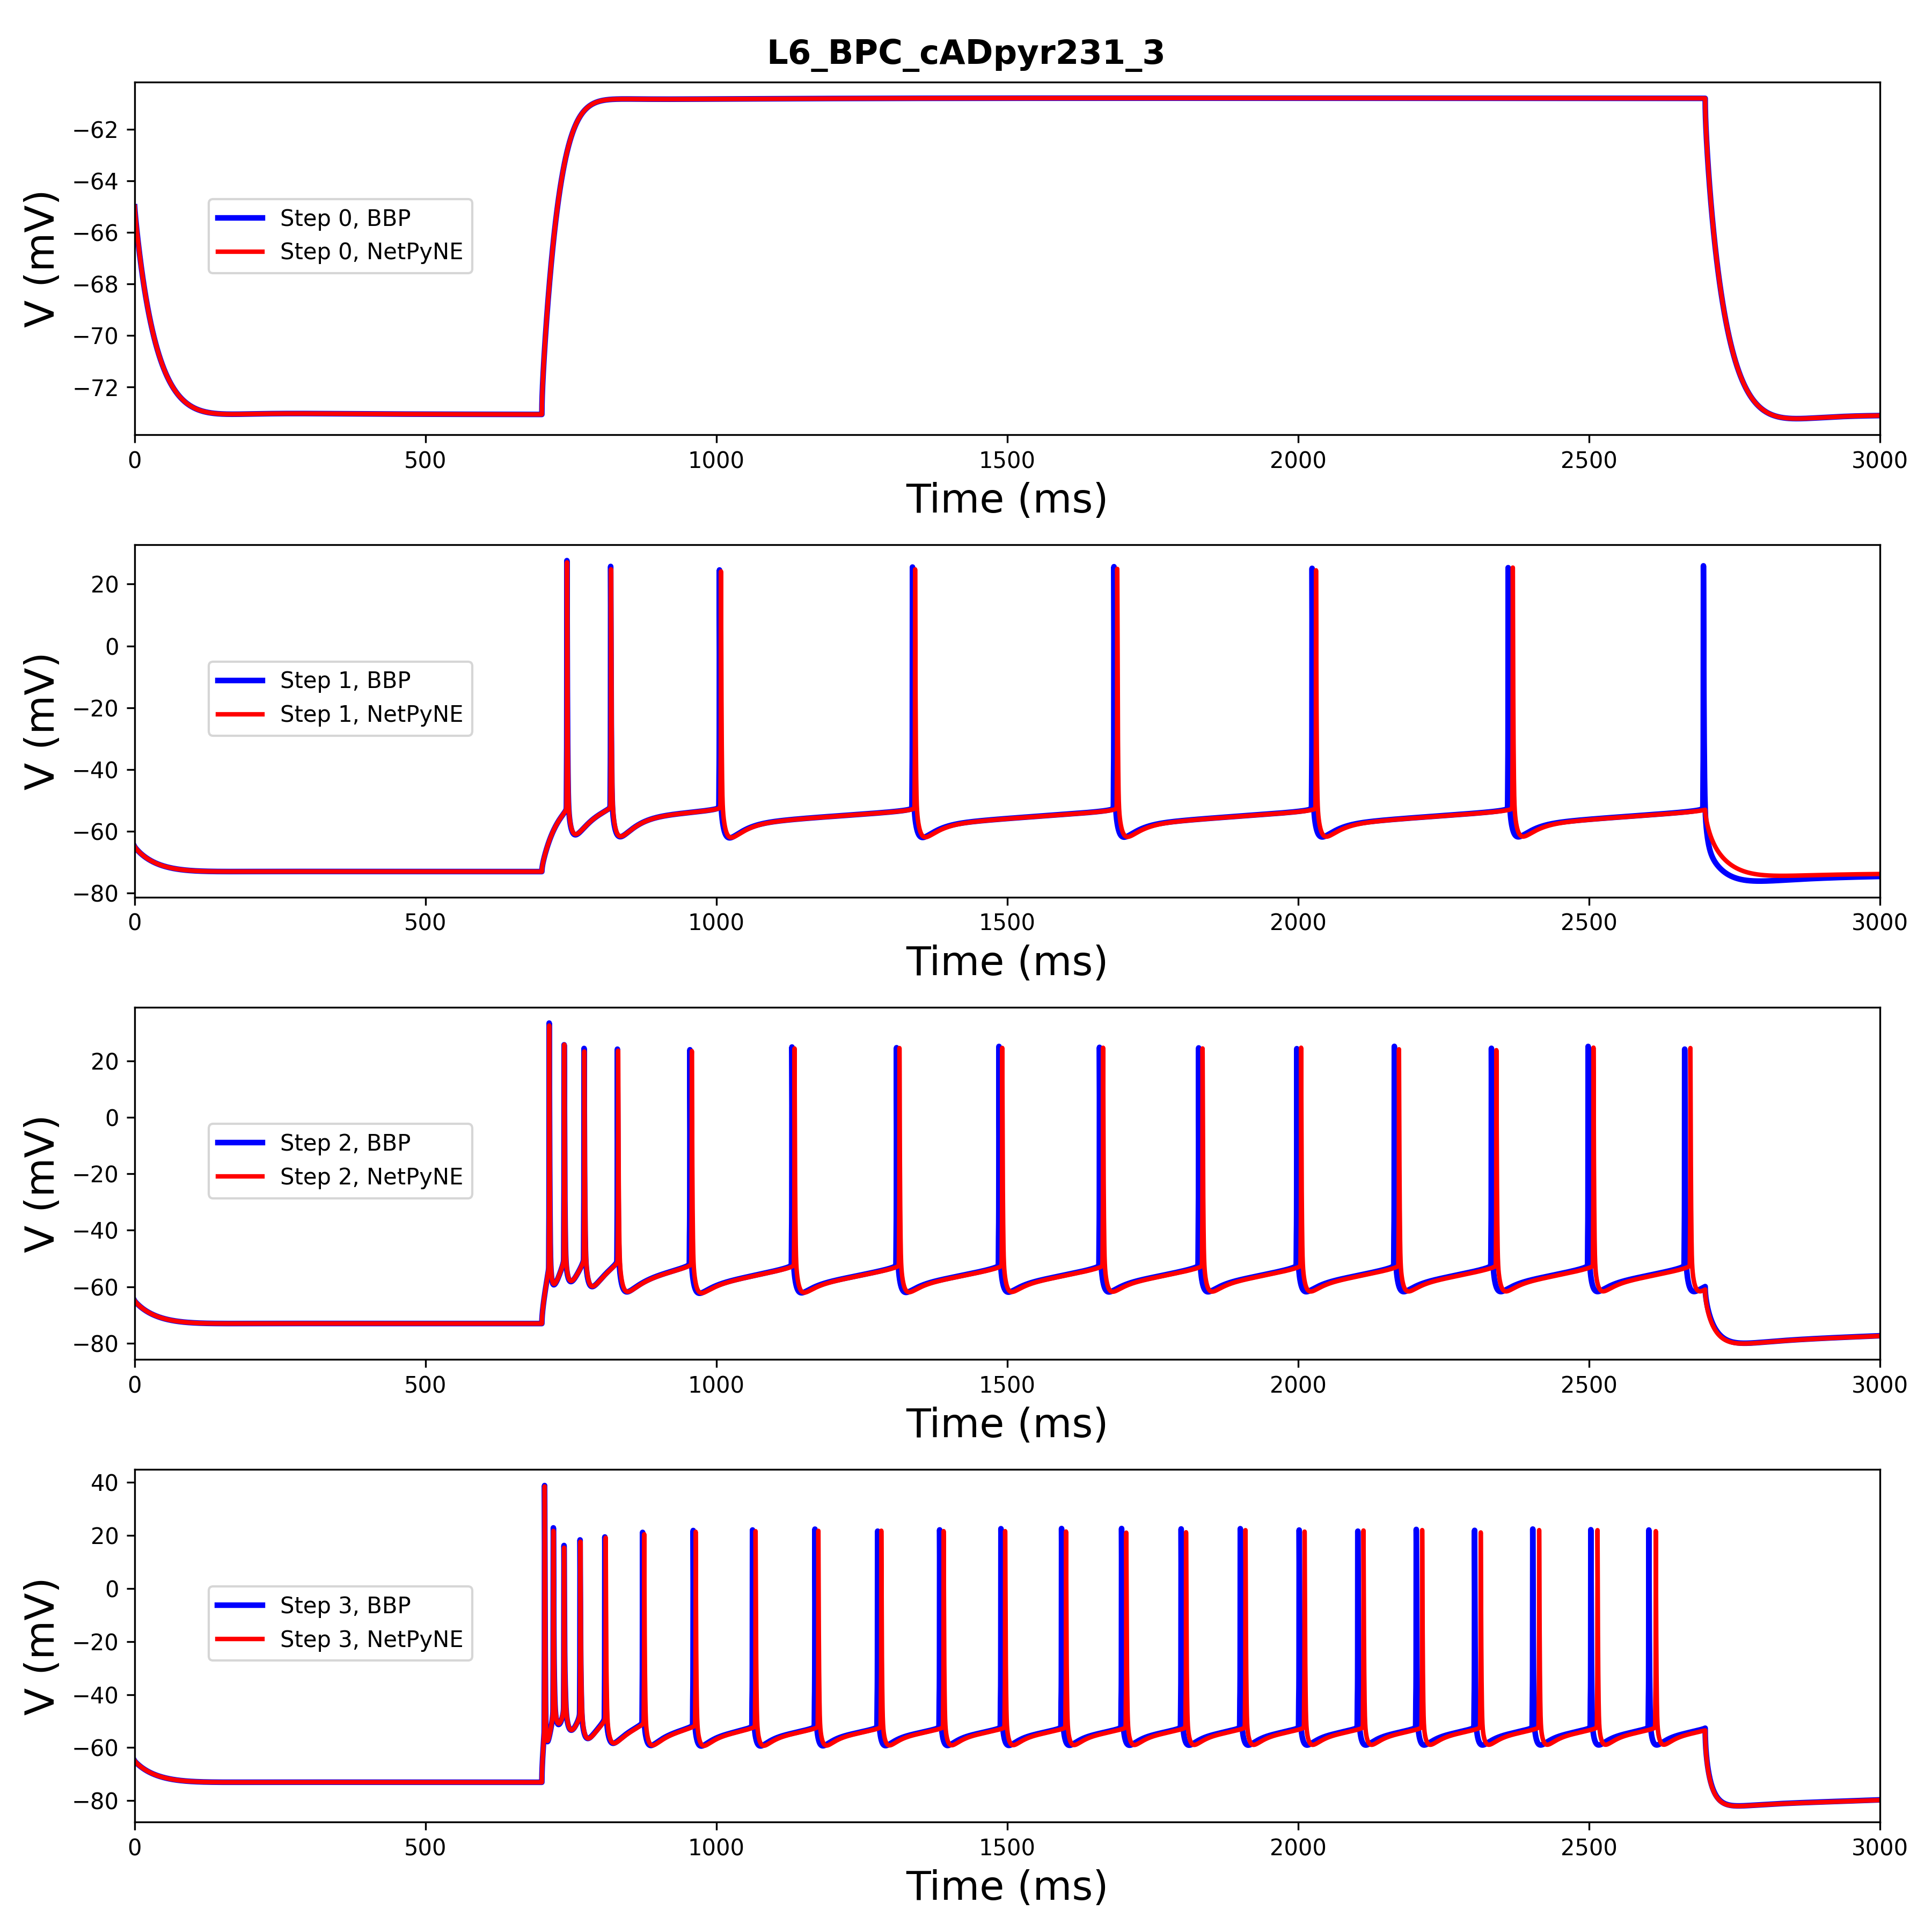 L6_BPC_cADpyr231_3
−62
−64
−66
−68
−70
−72
V (mV)
Step 0, BBP
Step 0, NetPyNE
0 500 1000 1500 2000 2500 3000
Time (ms)
20
0
−20
−40
−60
−80
V (mV)
Step 1, BBP
Step 1, NetPyNE
0 500 1000 1500 2000 2500 3000
Time (ms)
20
0
−20
−40
−60
−80
V (mV)
Step 2, BBP
Step 2, NetPyNE
0 500 1000 1500 2000 2500 3000
Time (ms)
40
20
0
−20
−40
−60
−80
V (mV)
Step 3, BBP
Step 3, NetPyNE
0 500 1000 1500 2000 2500 3000
Time (ms)